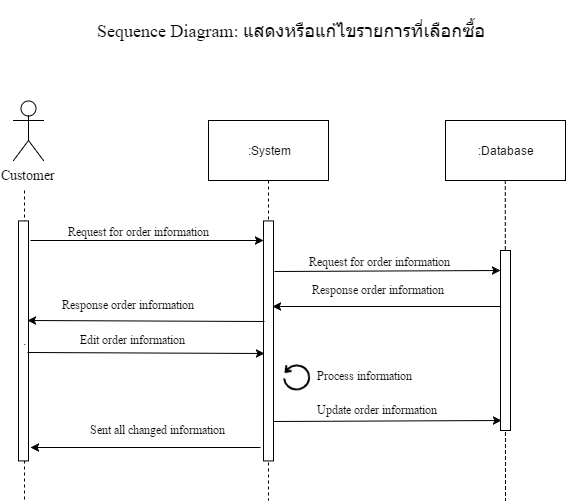 Sequence Diagram: แสดงหรือแก้ไขรายการที่เลือกซื้อ
:System
:Database
Customer
Request for order information
Request for order information
Response order information
Response order information
Edit order information
Process information
Update order information
Sent all changed information